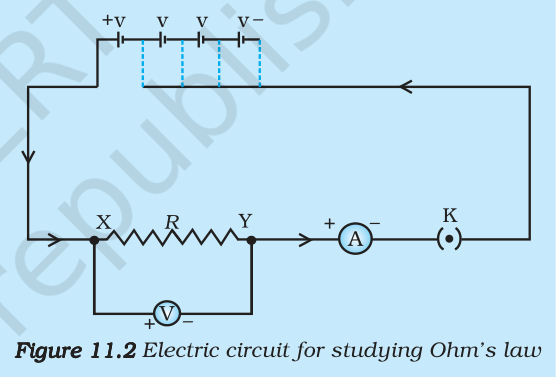 +v v v v–
X R Y + – K
A
V
+ –
Figure 11.2 Electric circuit for studying Ohm's law